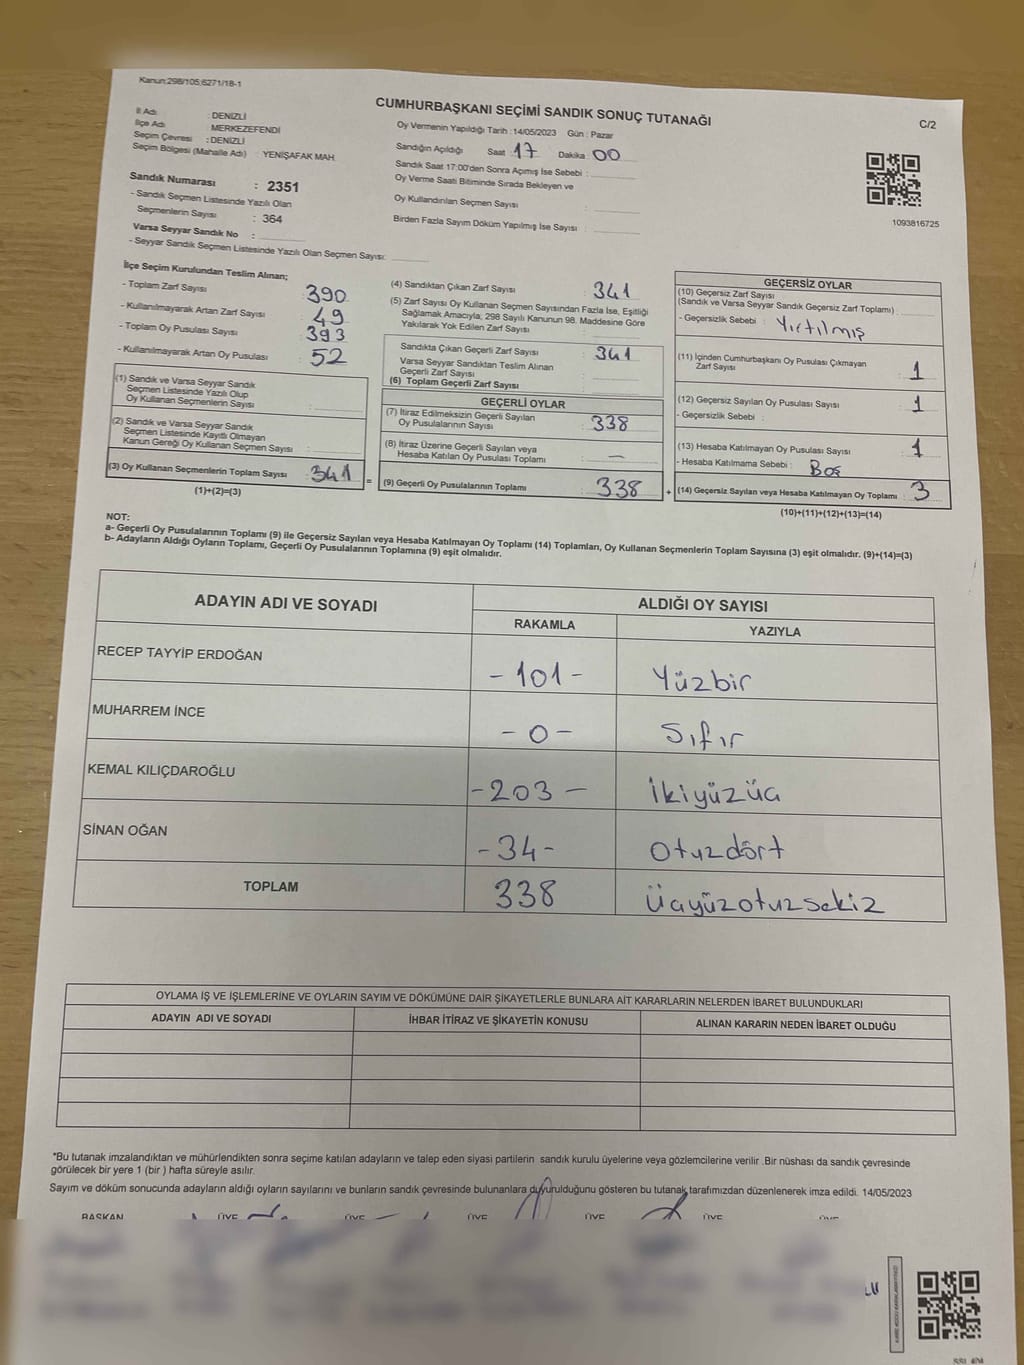 Kanun:298/105;6271/18-1
CUMHURBAŞKANI SEÇİMİ SANDIK SONUÇ TUTANAĞI
C/2
İl Adı : DENİZLİ
İlçe Adı : MERKEZEFENDİ
Seçim Çevresi : DENİZLİ
Seçim Bölgesi (Mahalle Adı) : YENİŞAFAK MAH.
Sandık Numarası : 2351
- Sandık Seçmen Listesinde Yazılı Olan
Seçmenlerin Sayısı : 364
Varsa Seyyar Sandık No :
- Seyyar Sandık Seçmen Listesinde Yazılı Olan Seçmen Sayısı:
Oy Vermenin Yapıldığı Tarih : 14/05/2023 Gün : Pazar
Sandığın Açıldığı Saat 17 Dakika : 00
Sandık Saat 17:00'den Sonra Açımış İse Sebebi :
Oy Verme Saati Bitiminde Sırada Bekleyen ve
Oy Kullandırılan Seçmen Sayısı
Birden Fazla Sayım Döküm Yapılmış İse Sayısı :
1093816725
İlçe Seçim Kurulundan Teslim Alınan;
- Toplam Zarf Sayısı : 390
- Kullanılmayarak Artan Zarf Sayısı : 49
- Toplam Oy Pusulası Sayısı : 393
- Kullanılmayarak Artan Oy Pusulası : 52
(1) Sandık ve Varsa Seyyar Sandık
Seçmen Listesinde Yazılı Olup
Oy Kullanan Seçmenlerin Sayısı :
(2) Sandık ve Varsa Seyyar Sandık
Seçmen Listesinde Kayıtlı Olmayan
Kanun Gereği Oy Kullanan Seçmen Sayısı :
(3) Oy Kullanan Seçmenlerin Toplam Sayısı : 341
(1)+(2)=(3)
=
(4) Sandıktan Çıkan Zarf Sayısı : 341
(5) Zarf Sayısı Oy Kullanan Seçmen Sayısından Fazla İse, Eşitliği
Sağlamak Amacıyla, 298 Sayılı Kanunun 98. Maddesine Göre
Yakılarak Yok Edilen Zarf Sayısı :
Sandıkta Çıkan Geçerli Zarf Sayısı : 341
Varsa Seyyar Sandıktan Teslim Alınan
Geçerli Zarf Sayısı
(6) Toplam Geçerli Zarf Sayısı :
GEÇERLİ OYLAR
(7) İtiraz Edilmeksizin Geçerli Sayılan
Oy Pusulalarının Sayısı : 338
(8) İtiraz Üzerine Geçerli Sayılan veya
Hesaba Katılan Oy Pusulası Toplamı : —
(9) Geçerli Oy Pusulalarının Toplamı : 338
+
GEÇERSİZ OYLAR
(10) Geçersiz Zarf Sayısı
(Sandık ve Varsa Seyyar Sandık Geçersiz Zarf Toplamı) :
- Geçersizlik Sebebi : Yırtılmış
(11) İçinden Cumhurbaşkanı Oy Pusulası Çıkmayan
Zarf Sayısı : 1
(12) Geçersiz Sayılan Oy Pusulası Sayısı : 1
- Geçersizlik Sebebi :
(13) Hesaba Katılmayan Oy Pusulası Sayısı : 1
- Hesaba Katılmama Sebebi : Boş
(14) Geçersiz Sayılan veya Hesaba Katılmayan Oy Toplamı : 3
(10)+(11)+(12)+(13)=(14)
NOT:
a- Geçerli Oy Pusulalarının Toplamı (9) ile Geçersiz Sayılan veya Hesaba Katılmayan Oy Toplamı (14) Toplamları, Oy Kullanan Seçmenlerin Toplam Sayısına (3) eşit olmalıdır. (9)+(14)=(3)
b- Adayların Aldığı Oyların Toplamı, Geçerli Oy Pusulalarının Toplamına (9) eşit olmalıdır.
ADAYIN ADI VE SOYADI
ALDIĞI OY SAYISI
RAKAMLA YAZIYLA
RECEP TAYYİP ERDOĞAN - 101 - Yüzbir
MUHARREM İNCE - 0 - Sıfır
KEMAL KILIÇDAROĞLU - 203 - İkiyüzüç
SİNAN OĞAN - 34 - Otuzdört
TOPLAM 338 Üçyüzotuzsekiz
OYLAMA İŞ VE İŞLEMLERİNE VE OYLARIN SAYIM VE DÖKÜMÜNE DAİR ŞİKAYETLERLE BUNLARA AİT KARARLARIN NELERDEN İBARET BULUNDUKLARI
ADAYIN ADI VE SOYADI İHBAR İTİRAZ VE ŞİKAYETİN KONUSU ALINAN KARARIN NEDEN İBARET OLDUĞU
*Bu tutanak imzalandıktan ve mühürlendikten sonra seçime katılan adayların ve talep eden siyasi partilerin sandık kurulu üyelerine veya gözlemcilerine verilir .Bir nüshası da sandık çevresinde
görülecek bir yere 1 (bir ) hafta süreyle asılır.
Sayım ve döküm sonucunda adayların aldığı oyların sayılarını ve bunların sandık çevresinde bulunanlara duyurulduğunu gösteren bu tutanak tarafımızdan düzenlenerek imza edildi. 14/05/2023
BAŞKAN ÜYE ÜYE ÜYE ÜYE ÜYE